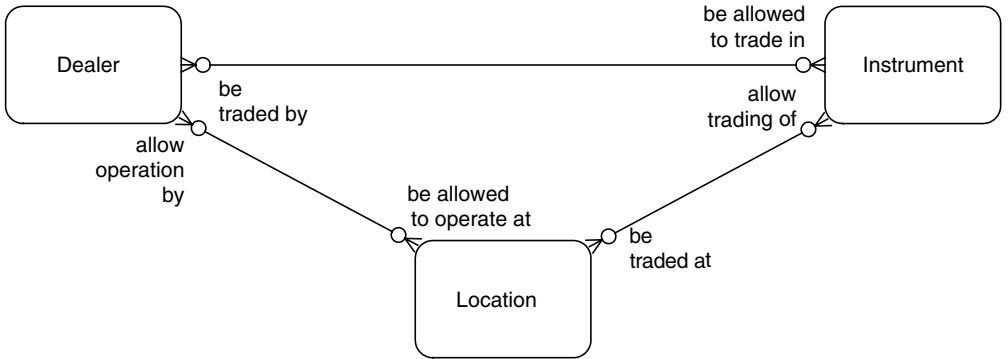 be allowed
to trade in
Dealer
Instrument
be
traded by
allow
trading of
allow
operation
by
be allowed
to operate at
be
traded at
Location